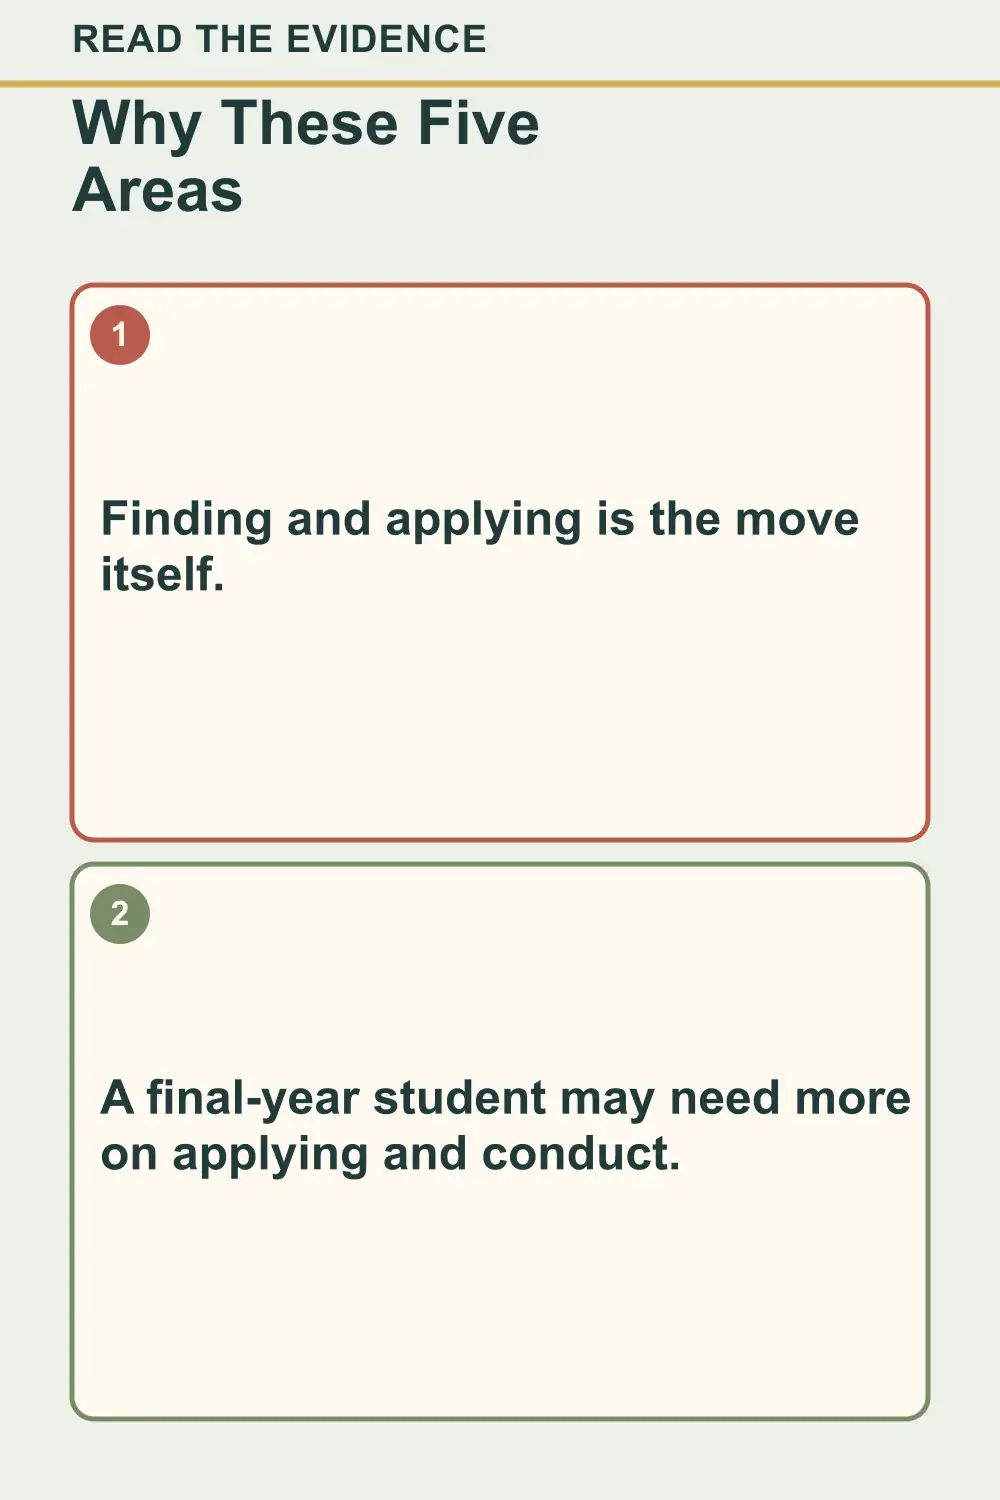 READ THE EVIDENCE
Why These Five
Areas
1
Finding and applying is the move
itself.
2
A final-year student may need more
on applying and conduct.